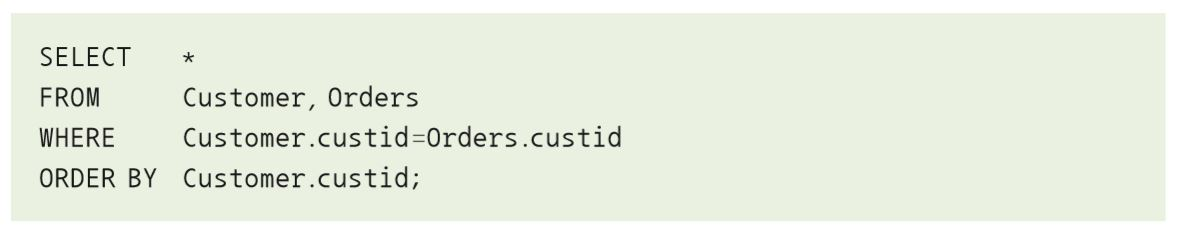 SELECT *
FROM Customer, Orders
WHERE Customer.custid=Orders.custid
ORDER BY Customer.custid;